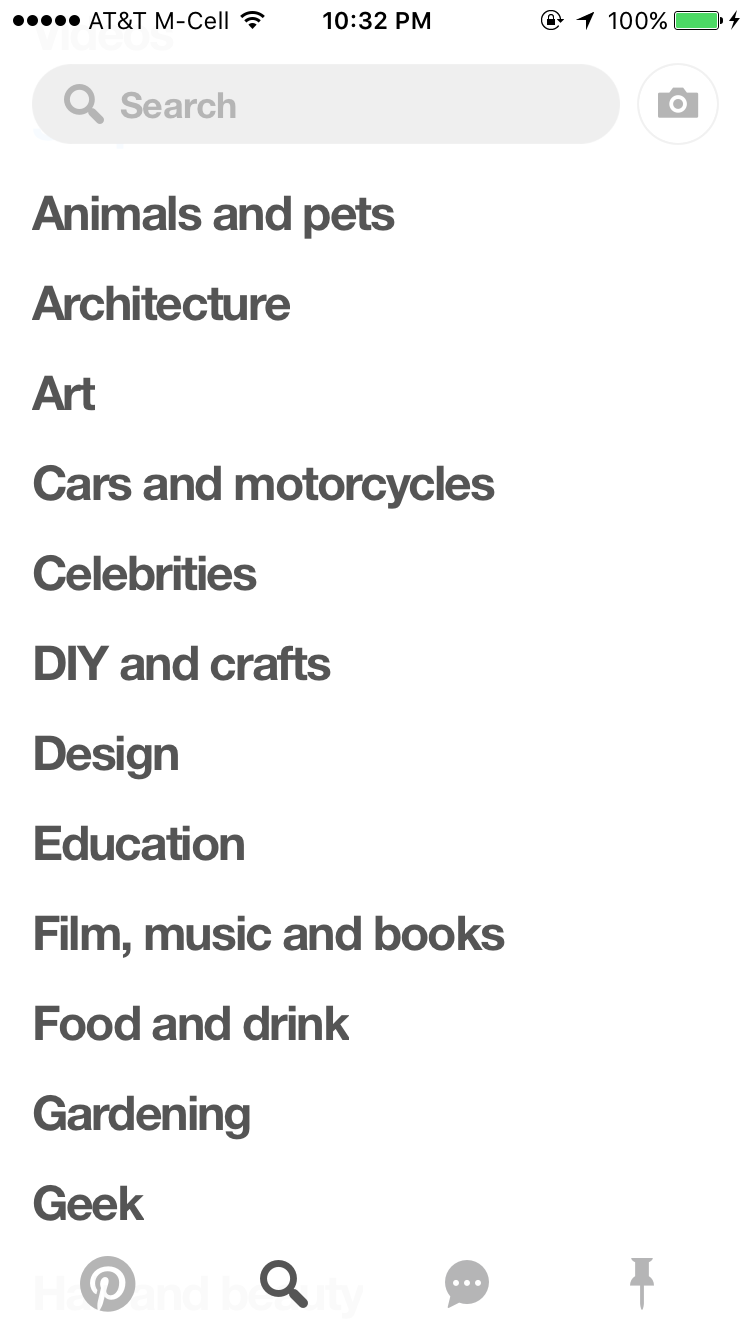 AT&T M-Cell 10:32 PM 100%
Videos
Search
Animals and pets
Architecture
Art
Cars and motorcycles
Celebrities
DIY and crafts
Design
Education
Film, music and books
Food and drink
Gardening
Geek
Hair and beauty